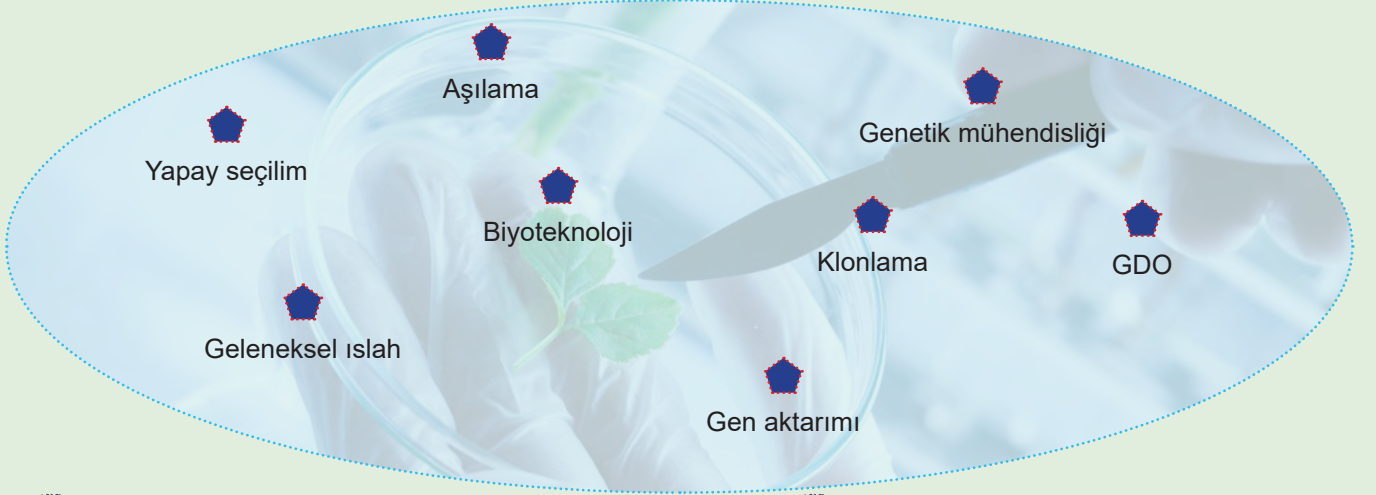 Aşılama
Genetik mühendisliği
Yapay seçilim
Biyoteknoloji
Klonlama
GDO
Geleneksel ıslah
Gen aktarımı